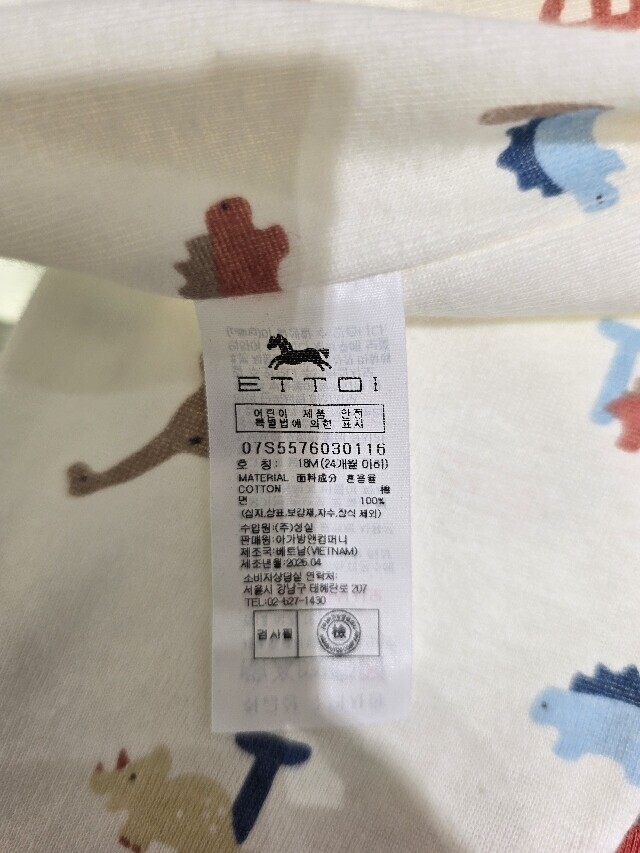 ETTOI
어린이 제품 안전
특별법에 의한 표시
07S5576030116
호 칭: 18M(24개월 이하)
MATERIAL 面料成分 혼용율
COTTON 棉
면 100%
(심지,상표,보강재,자수,장식 제외)
수입원:(주)성실
판매원:아가방앤컴퍼니
제조국:베트남(VIETNAM)
제조년월:2025.04
소비자상담실 연락처:
서울시 강남구 테헤란로 207
TEL:02-527-1430
검사필 檢